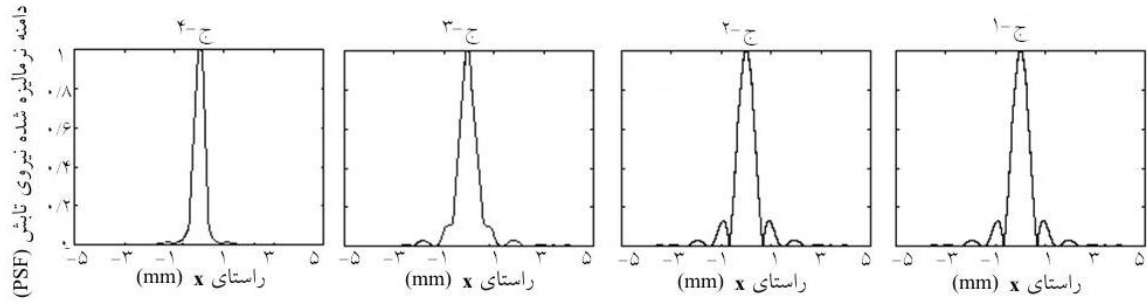 ج-۱
ج-۲
ج-۳
ج-۴
دامنه نرمالیزه شده نیروی تابش (PSF)
۱
۰/۸
۰/۶
۰/۴
۰/۲
۰
-۵ -۳ -۱ ۱ ۳ ۵
-۵ -۳ -۱ ۱ ۳ ۵
-۵ -۳ -۱ ۱ ۳ ۵
-۵ -۳ -۱ ۱ ۳ ۵
راستای x (mm)
راستای x (mm)
راستای x (mm)
راستای x (mm)